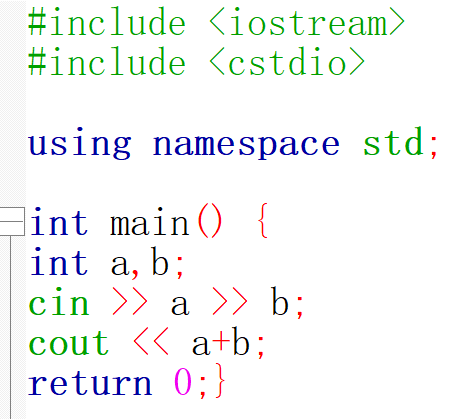 #include <iostream>
#include <cstdio>
using namespace std;
int main() {
int a,b;
cin >> a >> b;
cout << a+b;
return 0;}